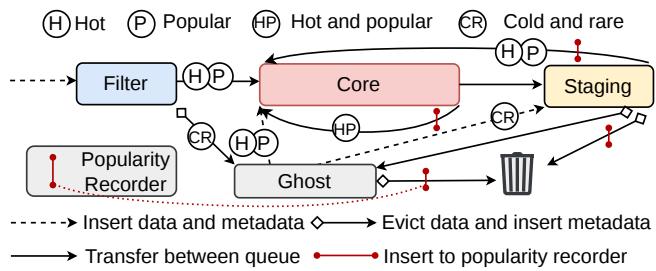 H Hot P Popular HP Hot and popular CR Cold and rare
H P
Filter H P Core Staging
HP CR
CR H P
Popularity
Recorder
Ghost
Insert data and metadata Evict data and insert metadata
Transfer between queue Insert to popularity recorder